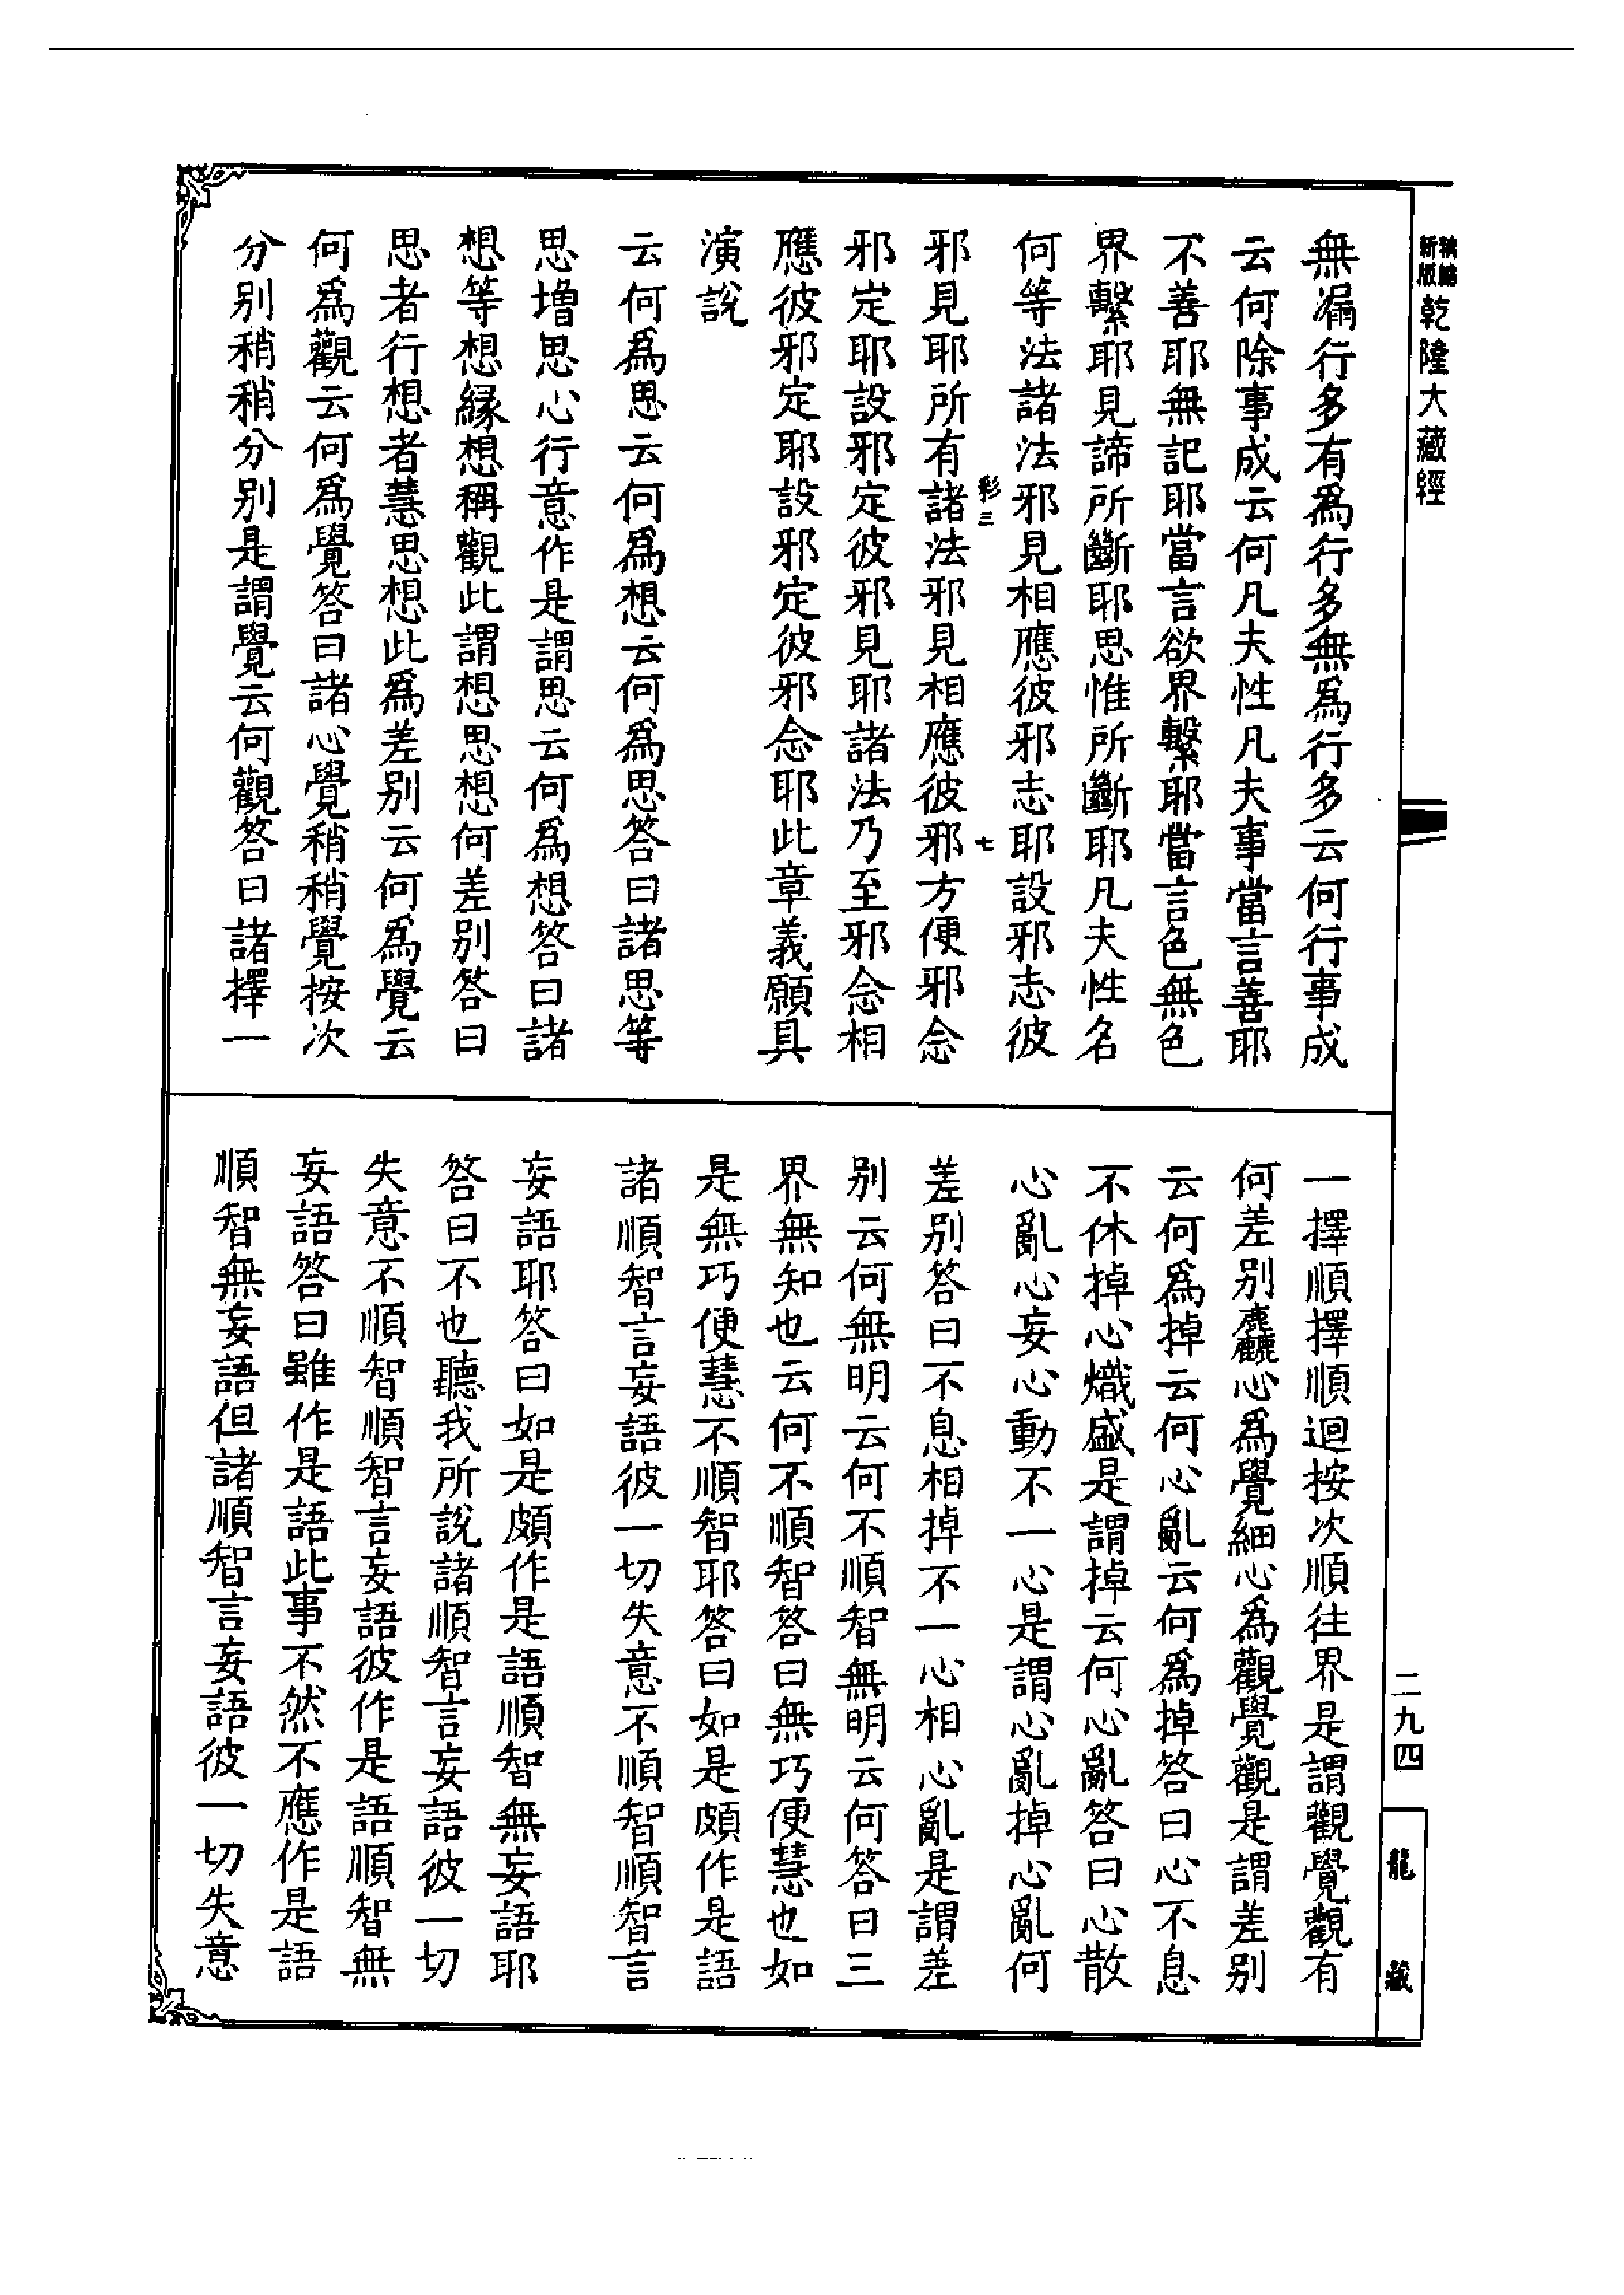 新版
乾隆大藏經
無漏行多有爲行多無爲行多云何行事成
云何除事成云何凡夫性凡夫事當言善耶
不善耶無記耶當言欲界繫耶當言色無色
界繫耶見諦所斷耶思惟所斷耶凡夫性名
何等法諸法邪見相應彼邪志耶設邪志彼
彩三
七
邪見耶所有諸法邪見相應彼邪方便邪念
邪定耶設邪定彼邪見耶諸法乃至邪念相
應彼邪定耶設邪定彼邪念耶此章義願具
演説
云何爲思云何爲想云何爲思答曰諸思等
思増思心行意作是謂思云何爲想答曰諸
想等想縁想稱觀此謂想思想何差别答曰
思者行想者慧思想此爲差别云何爲覺云
何爲觀云何爲覺答曰諸心覺稍稍覺按次
分别稍稍分别是謂覺云何觀答曰諸擇一
一擇順擇順迴按次順往界是謂觀覺觀有
何差别麤心爲覺細心爲觀覺觀是謂差别
云何爲掉云何心亂云何爲掉答曰心不息
不休掉心熾盛是謂掉云何心亂答曰心散
心亂心妄心動不一心是謂心亂掉心亂何
差别答曰不息相掉不一心相心亂是謂差
别云何無明云何不順智無明云何答曰三
界無知也云何不順智答曰無巧便慧也如
是無巧便慧不順智耶答曰如是頗作是語
諸順智言妄語彼一切失意不順智順智言
妄語耶答曰如是頗作是語順智無妄語耶
答曰不也聽我所説諸順智言妄語彼一切
失意不順智順智言妄語彼作是語順智無
妄語答曰雖作是語此事不然不應作是語
順智無妄語但諸順智言妄語彼一切失意
二九四
龍藏